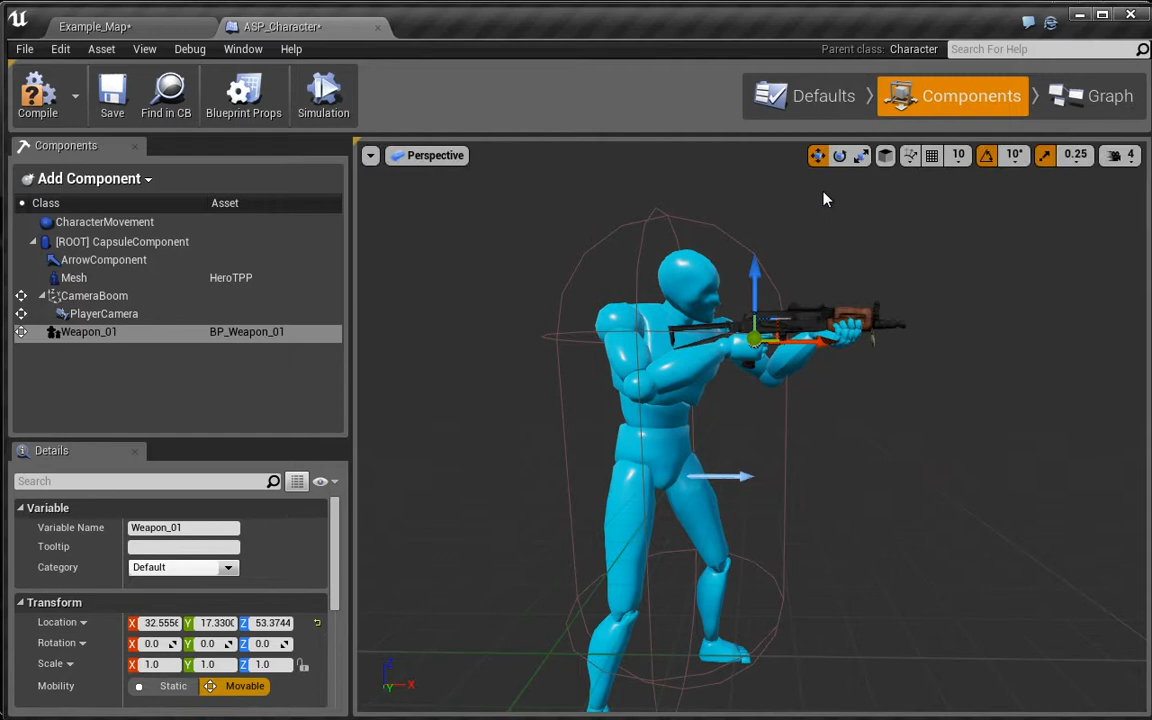 Example_Map*
ASP_Character*
File Edit Asset View Debug Window Help
Parent class: Character
Search For Help
Compile
Save
Find in CB
Blueprint Props
Simulation
Defaults
Components
Graph
Components
Add Component
Class Asset
CharacterMovement
[ROOT] CapsuleComponent
ArrowComponent
Mesh HeroTPP
CameraBoom
PlayerCamera
Weapon_01 BP_Weapon_01
Perspective
10 10° 0.25 4
Details
Search
Variable
Variable Name Weapon_01
Tooltip
Category Default
Transform
Location X 32.555 Y 17.330 Z 53.3744
Rotation X 0.0 Y 0.0 Z 0.0
Scale X 1.0 Y 1.0 Z 1.0
Mobility Static Movable
Z
X
Y